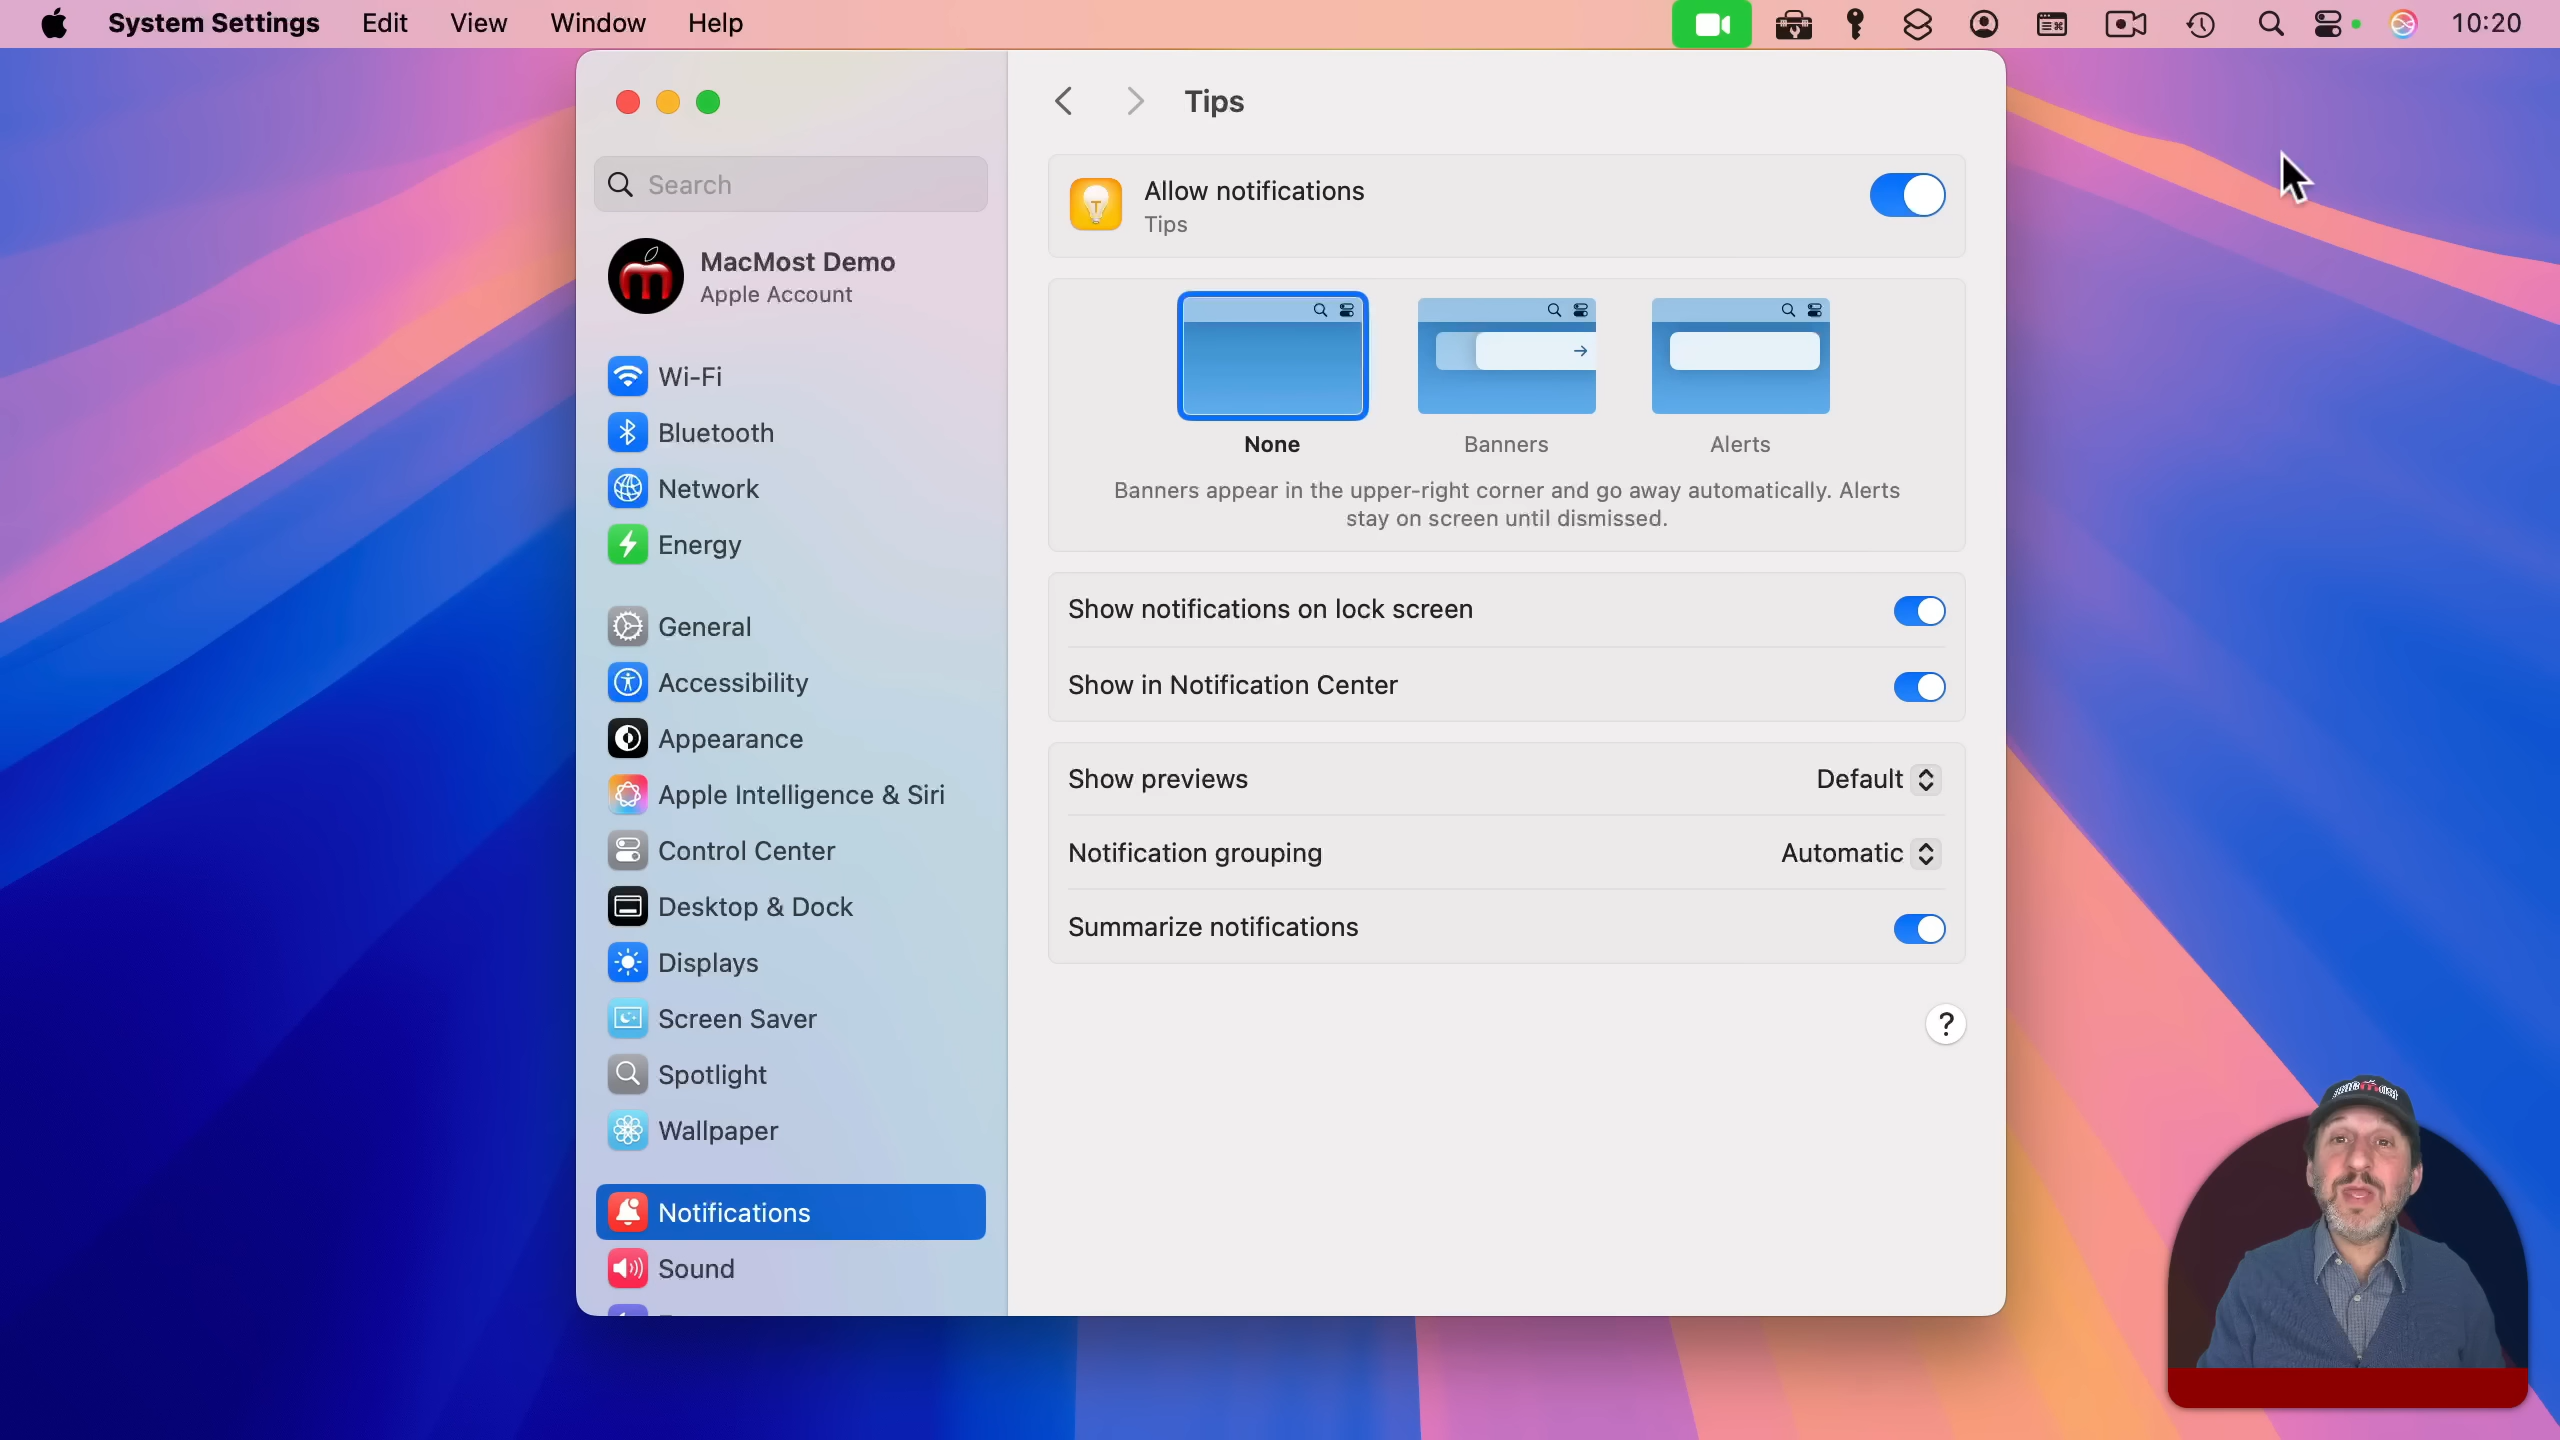 System Settings Edit View Window Help 10:20
Tips
Search
MacMost Demo
Apple Account
Wi-Fi
Bluetooth
Network
Energy
General
Accessibility
Appearance
Apple Intelligence & Siri
Control Center
Desktop & Dock
Displays
Screen Saver
Spotlight
Wallpaper
Notifications
Sound
Allow notifications
Tips
None Banners Alerts
Banners appear in the upper-right corner and go away automatically. Alerts
stay on screen until dismissed.
Show notifications on lock screen
Show in Notification Center
Show previews Default
Notification grouping Automatic
Summarize notifications
?